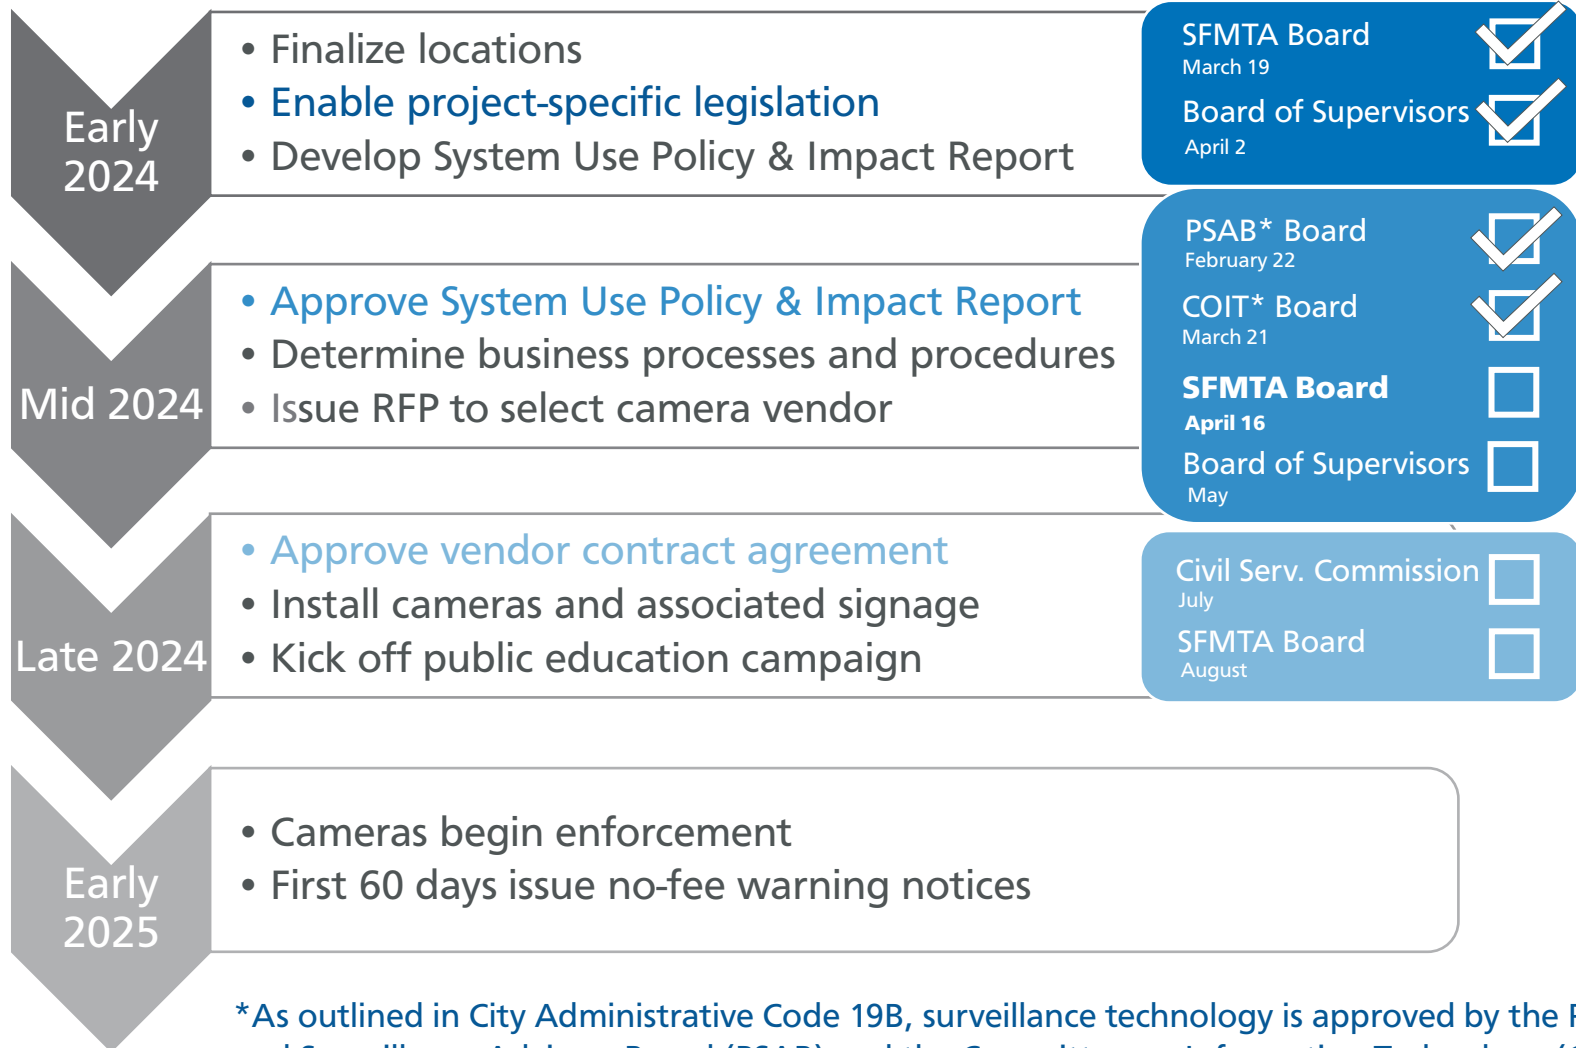 Early
2024
• Finalize locations
• Enable project-specific legislation
• Develop System Use Policy & Impact Report
SFMTA Board
March 19
Board of Supervisors
April 2
Mid 2024
• Approve System Use Policy & Impact Report
• Determine business processes and procedures
• Issue RFP to select camera vendor
PSAB* Board
February 22
COIT* Board
March 21
SFMTA Board
April 16
Board of Supervisors
May
Late 2024
• Approve vendor contract agreement
• Install cameras and associated signage
• Kick off public education campaign
Civil Serv. Commission
July
SFMTA Board
August
Early
2025
• Cameras begin enforcement
• First 60 days issue no-fee warning notices
*As outlined in City Administrative Code 19B, surveillance technology is approved by the